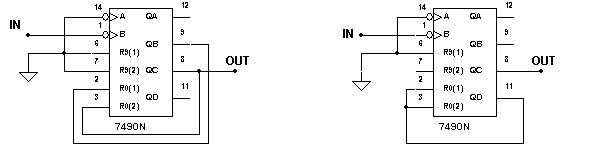 14 A QA 12
IN 1 B QB 9
6 R9(1)
7 R9(2) QC 8 OUT
2 R0(1)
3 R0(2) QD 11
7490N
14 A QA 12
IN 1 B QB 9
6 R9(1)
7 R9(2) QC 8 OUT
2 R0(1)
3 R0(2) QD 11
7490N